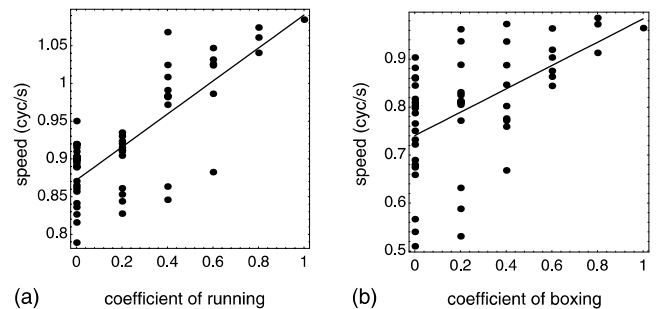 1.05
1
0.95
0.9
0.85
0.8
speed (cyc/s)
0 0.2 0.4 0.6 0.8 1
(a) coefficient of running
0.9
0.8
0.7
0.6
0.5
speed (cyc/s)
0 0.2 0.4 0.6 0.8 1
(b) coefficient of boxing